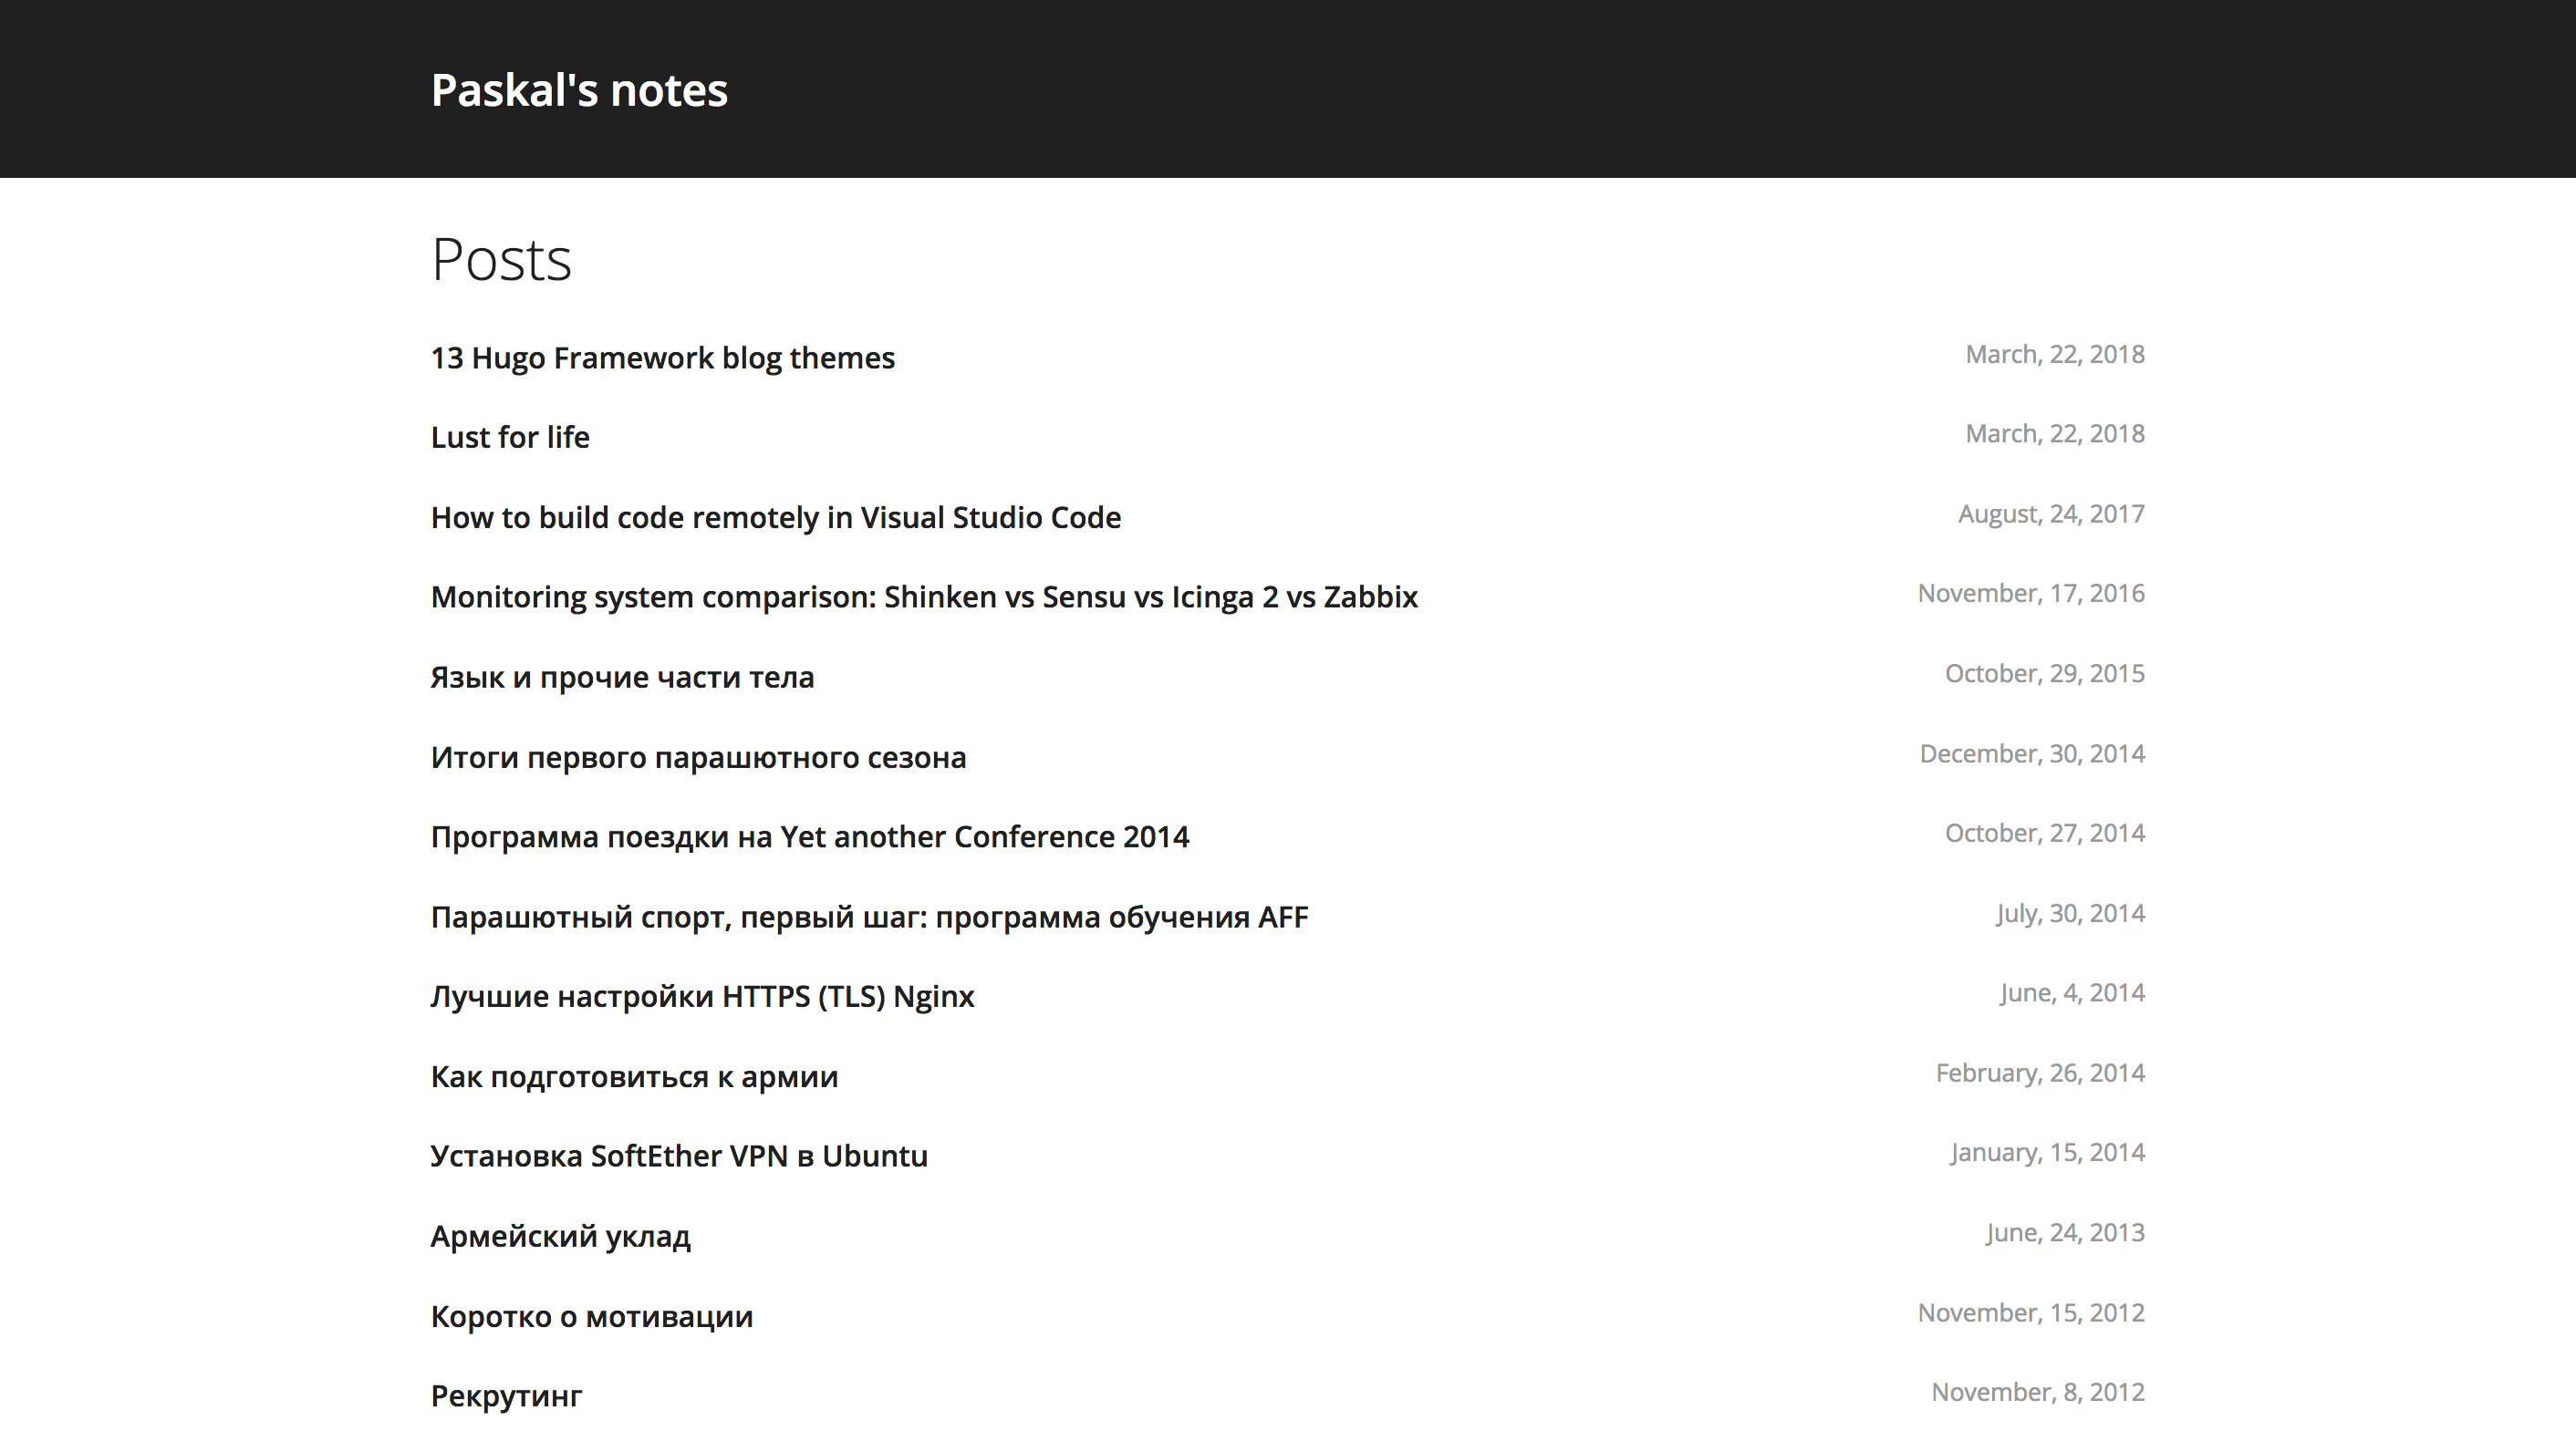 Paskal's notes
Posts
13 Hugo Framework blog themes March, 22, 2018
Lust for life March, 22, 2018
How to build code remotely in Visual Studio Code August, 24, 2017
Monitoring system comparison: Shinken vs Sensu vs Icinga 2 vs Zabbix November, 17, 2016
Язык и прочие части тела October, 29, 2015
Итоги первого парашютного сезона December, 30, 2014
Программа поездки на Yet another Conference 2014 October, 27, 2014
Парашютный спорт, первый шаг: программа обучения AFF July, 30, 2014
Лучшие настройки HTTPS (TLS) Nginx June, 4, 2014
Как подготовиться к армии February, 26, 2014
Установка SoftEther VPN в Ubuntu January, 15, 2014
Армейский уклад June, 24, 2013
Коротко о мотивации November, 15, 2012
Рекрутинг November, 8, 2012